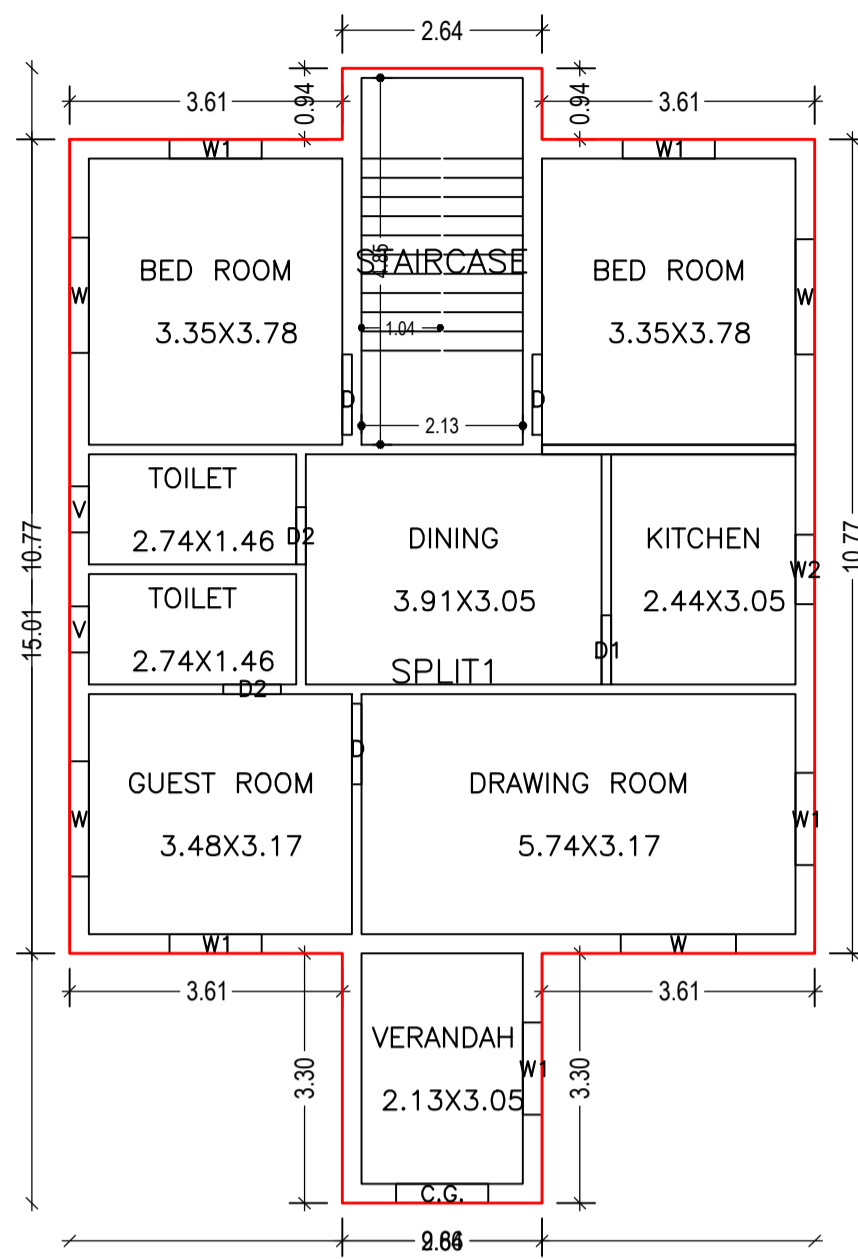 2.64
3.61
0.94
0.94
3.61
W1
W1
BED ROOM
3.35X3.78
STAIRCASE
4.85
BED ROOM
3.35X3.78
W
W
1.04
D
D
2.13
TOILET
2.74X1.46
V
D2
DINING
3.91X3.05
KITCHEN
2.44X3.05
W2
10.77
15.01
10.77
TOILET
2.74X1.46
V
D1
SPLIT1
D2
D
GUEST ROOM
3.48X3.17
DRAWING ROOM
5.74X3.17
W
W1
W1
W
3.61
3.61
VERANDAH
2.13X3.05
W1
3.30
3.30
C.G.